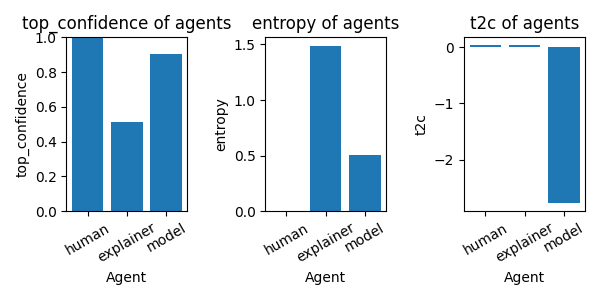 top_confidence of agents
top_confidence
1.0
0.8
0.6
0.4
0.2
0.0
human
explainer
model
Agent
entropy of agents
entropy
1.5
1.0
0.5
0.0
human
explainer
model
Agent
t2c of agents
t2c
0
−1
−2
human
explainer
model
Agent